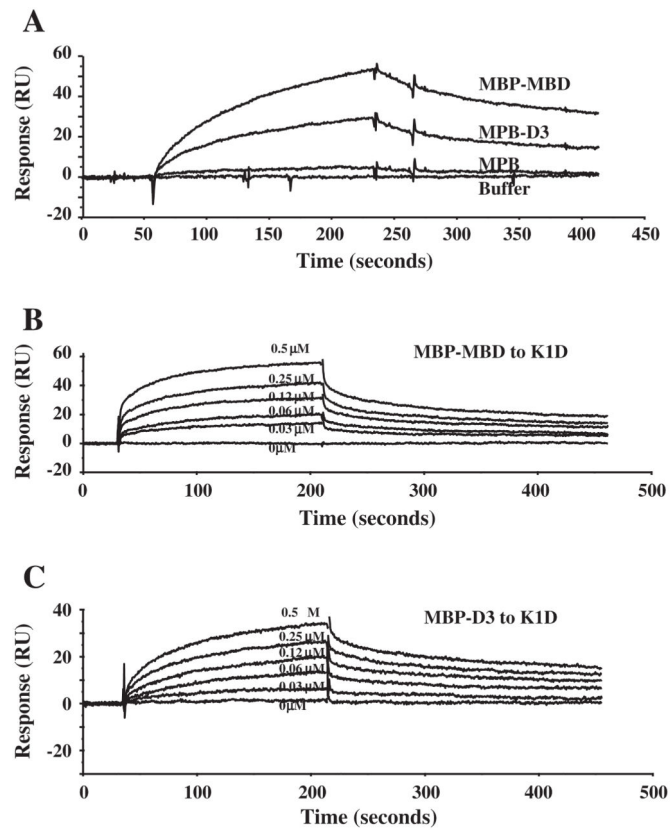 A
Response (RU)
60
40
20
0
-20
MBP-MBD
MPB-D3
MPB
Buffer
0 50 100 150 200 250 300 350 400 450
Time (seconds)
B
Response (RU)
60
40
20
0
-20
MBP-MBD to K1D
0.5 μM
0.25 μM
0.12 μM
0.06 μM
0.03 μM
0μM
0 100 200 300 400 500
Time (seconds)
C
Response (RU)
40
20
0
-20
MBP-D3 to K1D
0.5 M
0.25 μM
0.12 μM
0.06 μM
0.03 μM
0μM
0 100 200 300 400 500
Time (seconds)